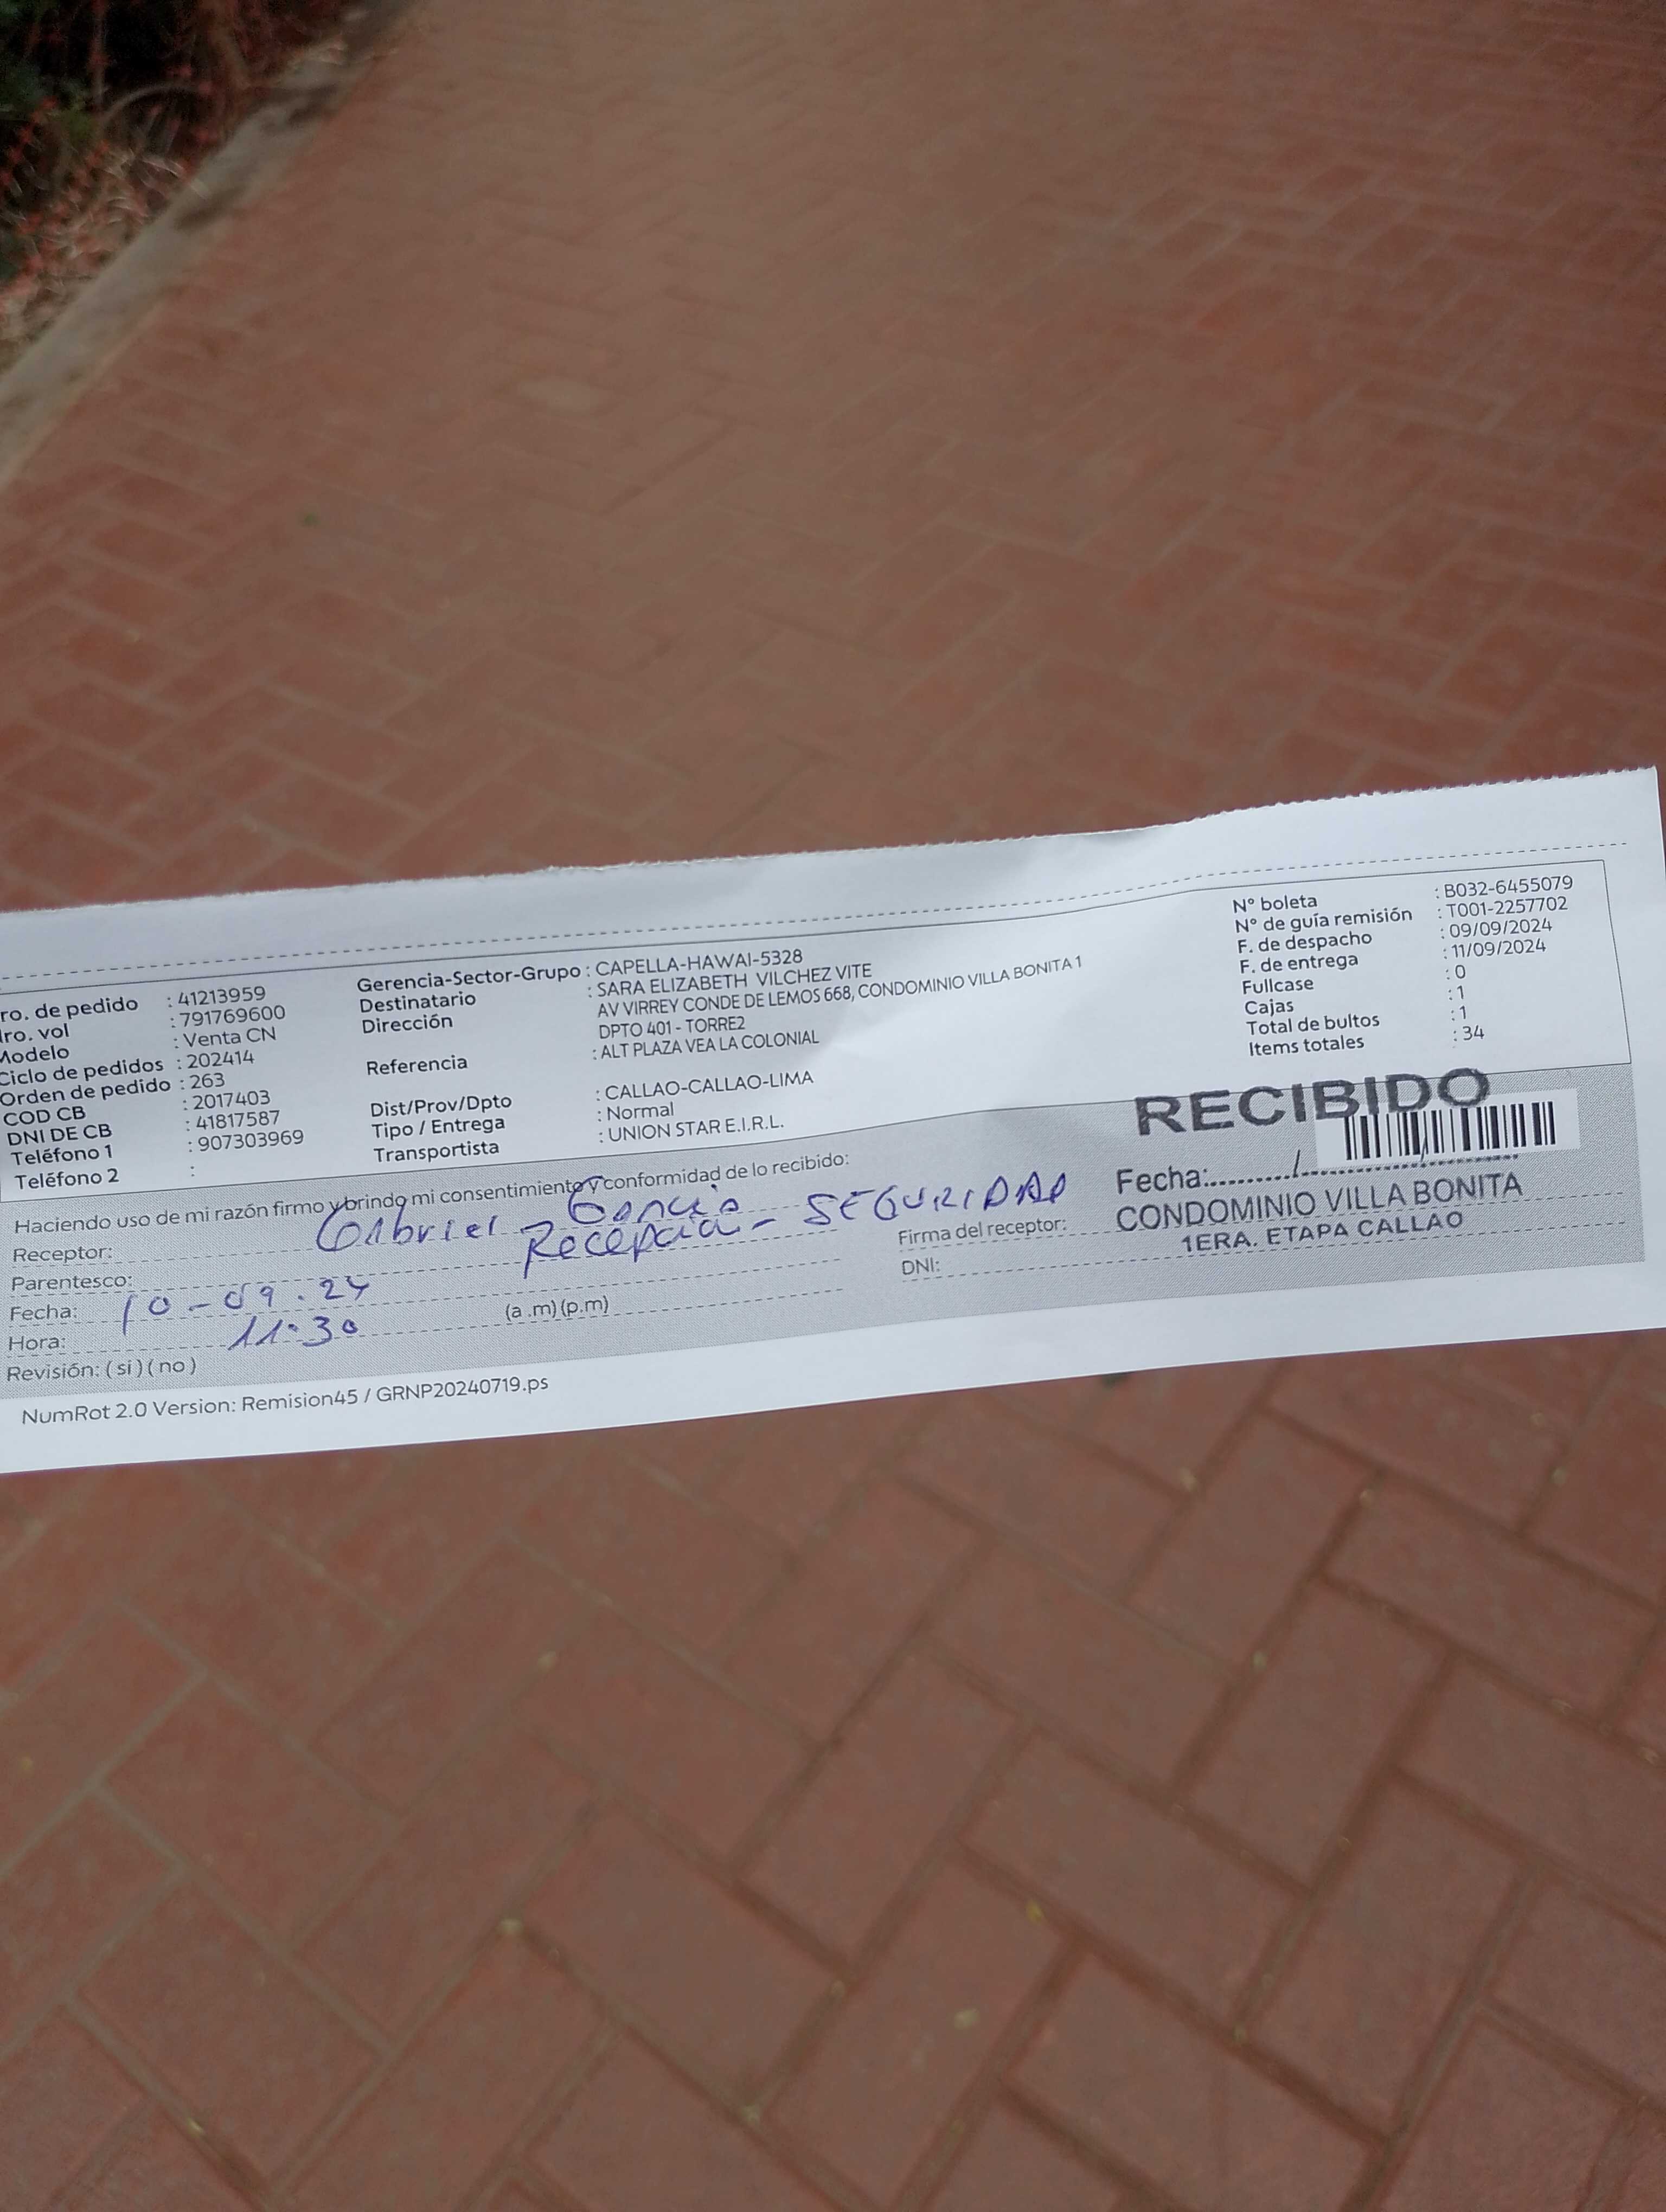 ro. de pedido : 41213959
ro. vol : 791769600
Modelo : Venta CN
Ciclo de pedidos : 202414
Orden de pedido : 263
COD CB : 2017403
DNI DE CB : 41817587
Teléfono 1 : 907303969
Teléfono 2 :
Gerencia-Sector-Grupo : CAPELLA-HAWAI-5328
Destinatario : SARA ELIZABETH VILCHEZ VITE
Dirección AV VIRREY CONDE DE LEMOS 668, CONDOMINIO VILLA BONITA 1
DPTO 401 - TORRE2
Referencia : ALT PLAZA VEA LA COLONIAL
Dist/Prov/Dpto : CALLAO-CALLAO-LIMA
Tipo / Entrega : Normal
Transportista : UNION STAR E.I.R.L.
N° boleta : B032-6455079
N° de guía remisión : T001-2257702
F. de despacho : 09/09/2024
F. de entrega : 11/09/2024
Fullcase : 0
Cajas : 1
Total de bultos : 1
Items totales : 34
Haciendo uso de mi razón firmo y brindo mi consentimiento y conformidad de lo recibido:
Receptor: Gabriel
Parentesco: Recepcia - SEGURIDAD
Fecha: 10-09.24
Hora: 11:30 (a .m) (p.m)
Revisión: ( si ) ( no )
Firma del receptor:
DNI:
RECIBIDO
Fecha:
CONDOMINIO VILLA BONITA
1ERA. ETAPA CALLAO
NumRot 2.0 Version: Remision45 / GRNP20240719.ps